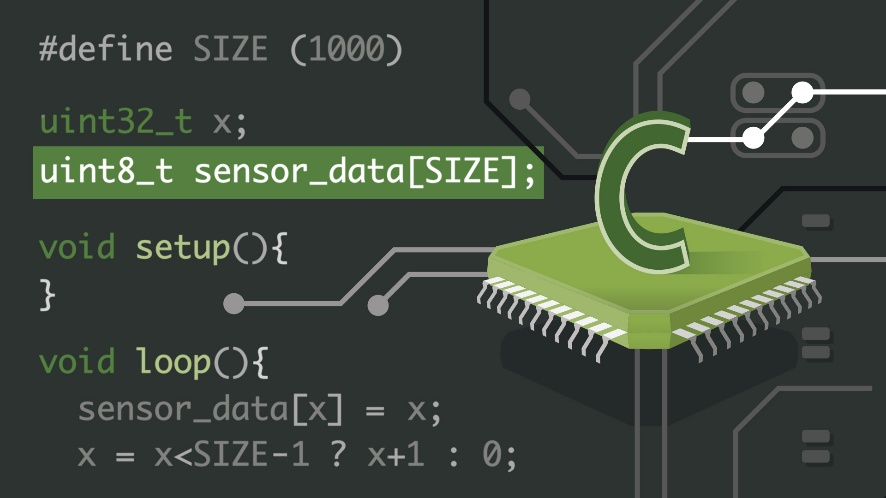 #define SIZE (1000)
uint32_t x;
uint8_t sensor_data[SIZE];
void setup(){
}
void loop(){
sensor_data[x] = x;
x = x<SIZE-1 ? x+1 : 0;
C